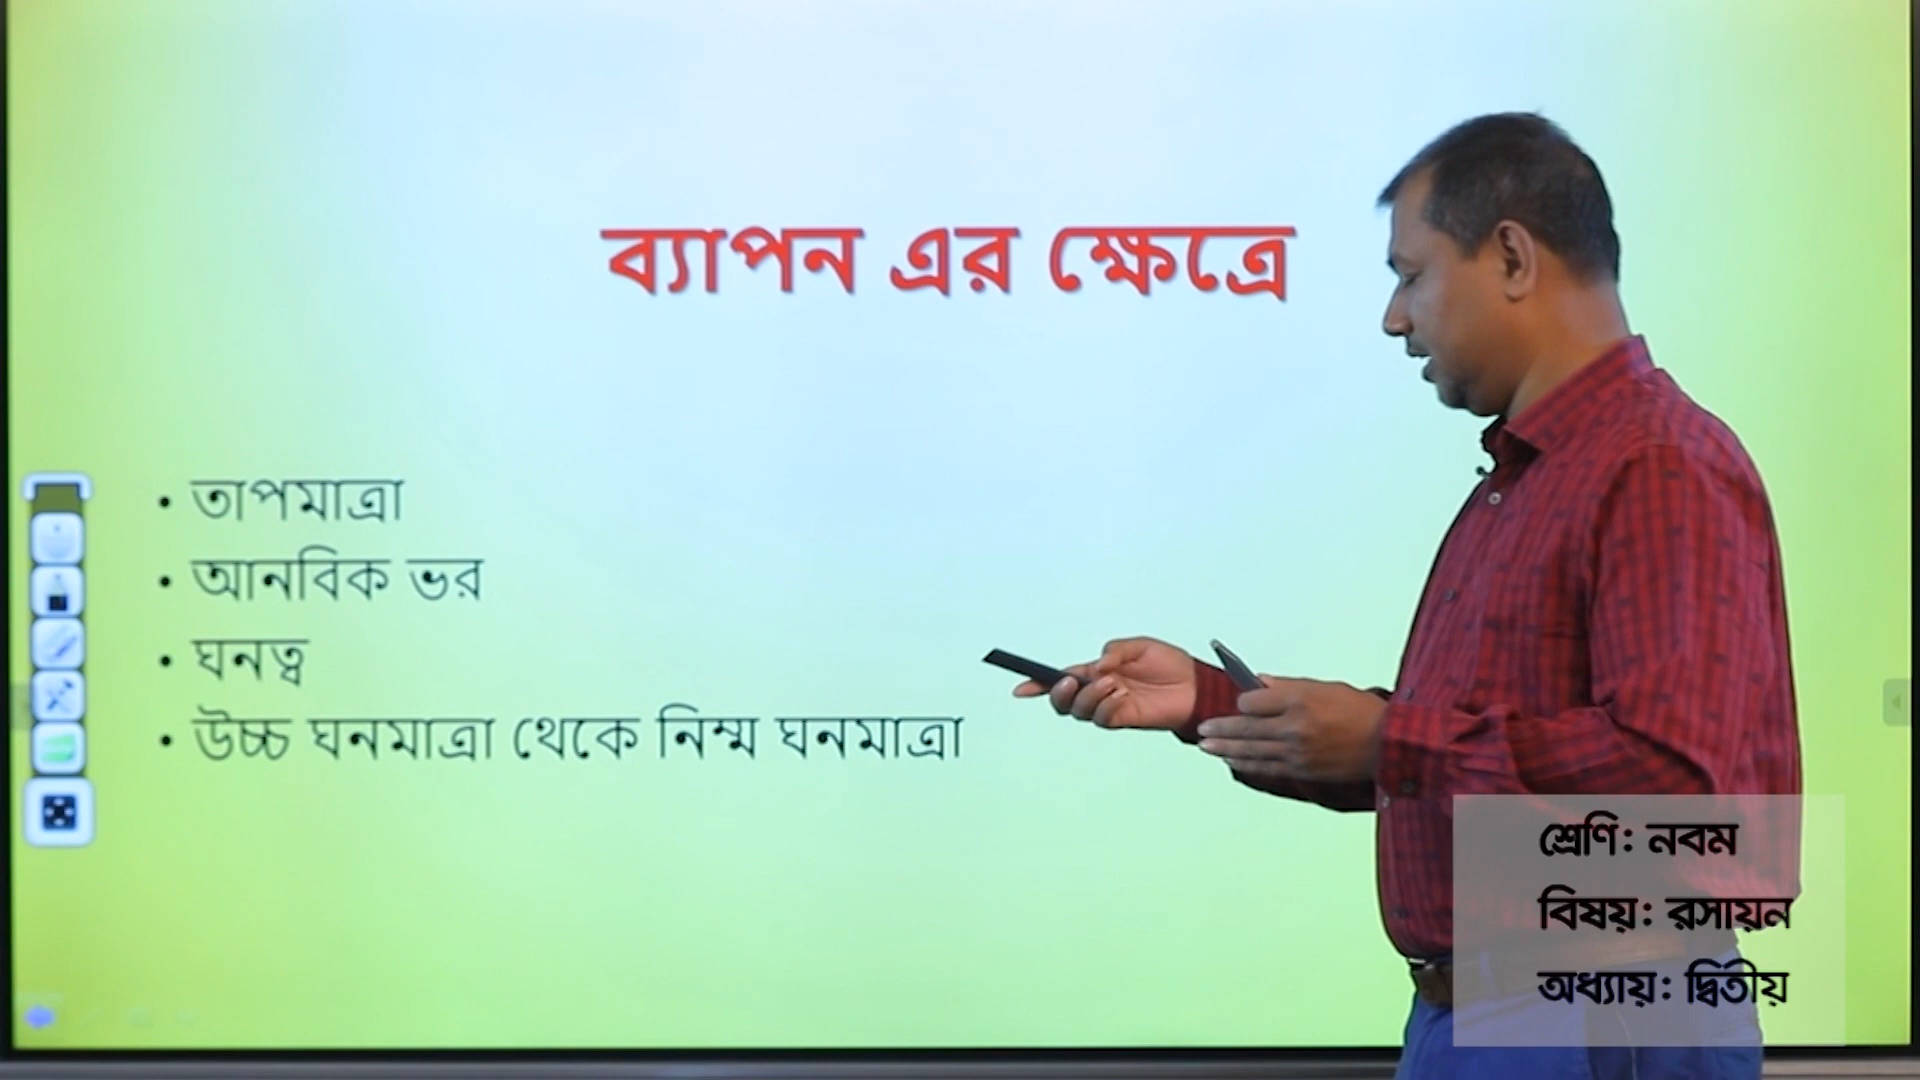 ব্যাপন এর ক্ষেত্রে
• তাপমাত্রা
• আনবিক ভর
• ঘনত্ব
• উচ্চ ঘনমাত্রা থেকে নিম্ম ঘনমাত্রা
শ্রেণি: নবম
বিষয়: রসায়ন
অধ্যায়: দ্বিতীয়